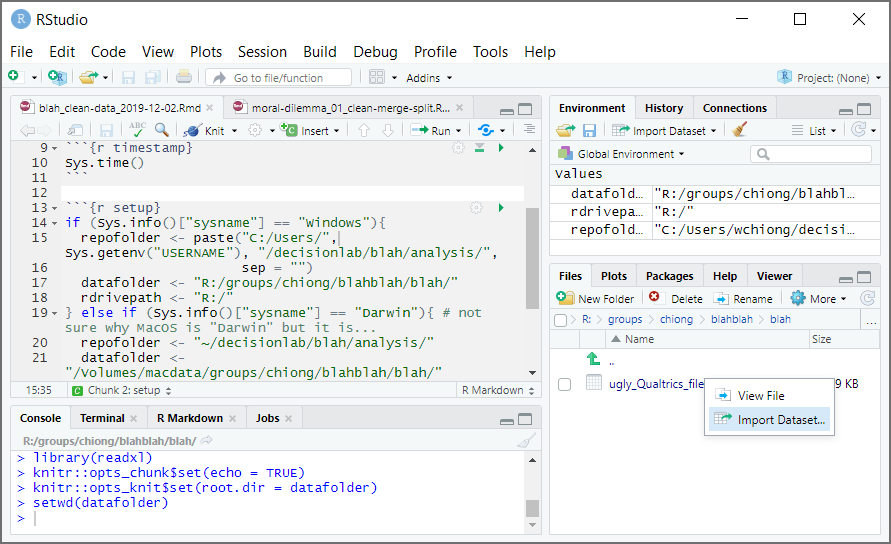 RStudio
File Edit Code View Plots Session Build Debug Profile Tools Help
Go to file/function Addins Project: (None)
blah_clean-data_2019-12-02.Rmd moral-dilemma_01_clean-merge-split.R...
ABC Knit Insert Run
9 ```{r timestamp}
10 Sys.time()
11 ```
12
13 ```{r setup}
14 if (Sys.info()["sysname"] == "Windows"){
15 repofolder <- paste("C:/Users/",
Sys.getenv("USERNAME"), "/decisionlab/blah/analysis/",
16 sep = "")
17 datafolder <- "R:/groups/chiong/blahblah/blah/"
18 rdrivepath <- "R:/"
19 } else if (Sys.info()["sysname"] == "Darwin"){ # not
sure why MacOS is "Darwin" but it is...
20 repofolder <- "~/decisionlab/blah/analysis/"
21 datafolder <-
"/volumes/macdata/groups/chiong/blahblah/blah/"
15:35 C Chunk 2: setup R Markdown
Console Terminal R Markdown Jobs
R:/groups/chiong/blahblah/blah/
> library(readxl)
> knitr::opts_chunk$set(echo = TRUE)
> knitr::opts_knit$set(root.dir = datafolder)
> setwd(datafolder)
>
Environment History Connections
Import Dataset List
Global Environment
Values
datafold... "R:/groups/chiong/blahbl...
rdrivepa... "R:/"
repofold... "C:/Users/wchiong/decisi...
Files Plots Packages Help Viewer
New Folder Delete Rename More
R: groups chiong blahblah blah ...
Name Size
..
ugly_Qualtrics_file 9 KB
View File
Import Dataset...